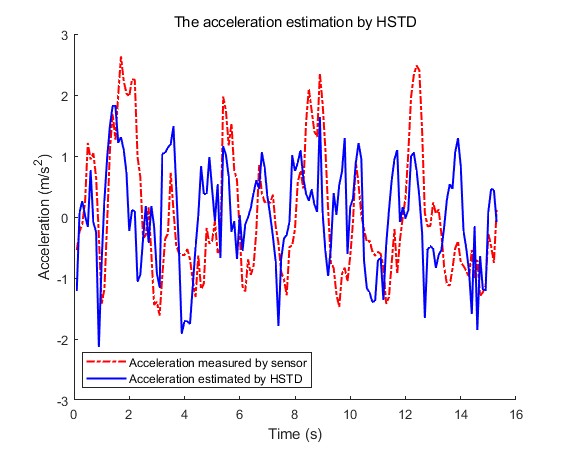 The acceleration estimation by HSTD
3
2
1
0
-1
-2
-3
Acceleration (m/s²)
Acceleration measured by sensor
Acceleration estimated by HSTD
0 2 4 6 8 10 12 14 16
Time (s)